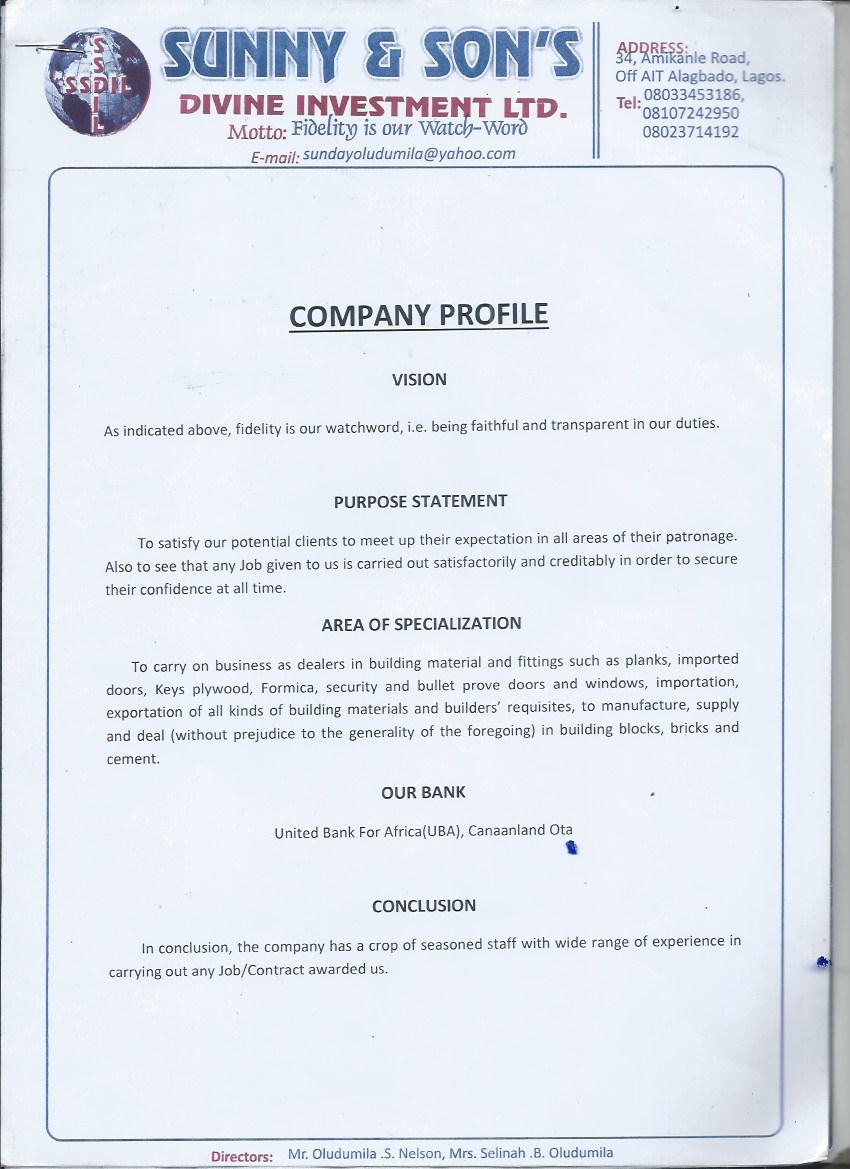 SSDIL
SSDIL
SUNNY & SON'S
DIVINE INVESTMENT LTD.
Motto: Fidelity is our Watch-Word
E-mail: sundayoludumila@yahoo.com
ADDRESS:
34, Amikanle Road,
Off AIT Alagbado, Lagos.
Tel: 08033453186,
08107242950
08023714192
COMPANY PROFILE
VISION
As indicated above, fidelity is our watchword, i.e. being faithful and transparent in our duties.
PURPOSE STATEMENT
To satisfy our potential clients to meet up their expectation in all areas of their patronage.
Also to see that any Job given to us is carried out satisfactorily and creditably in order to secure
their confidence at all time.
AREA OF SPECIALIZATION
To carry on business as dealers in building material and fittings such as planks, imported
doors, Keys plywood, Formica, security and bullet prove doors and windows, importation,
exportation of all kinds of building materials and builders' requisites, to manufacture, supply
and deal (without prejudice to the generality of the foregoing) in building blocks, bricks and
cement.
OUR BANK
United Bank For Africa(UBA), Canaanland Ota
CONCLUSION
In conclusion, the company has a crop of seasoned staff with wide range of experience in
carrying out any Job/Contract awarded us.
Directors: Mr. Oludumila .S. Nelson, Mrs. Selinah .B. Oludumila